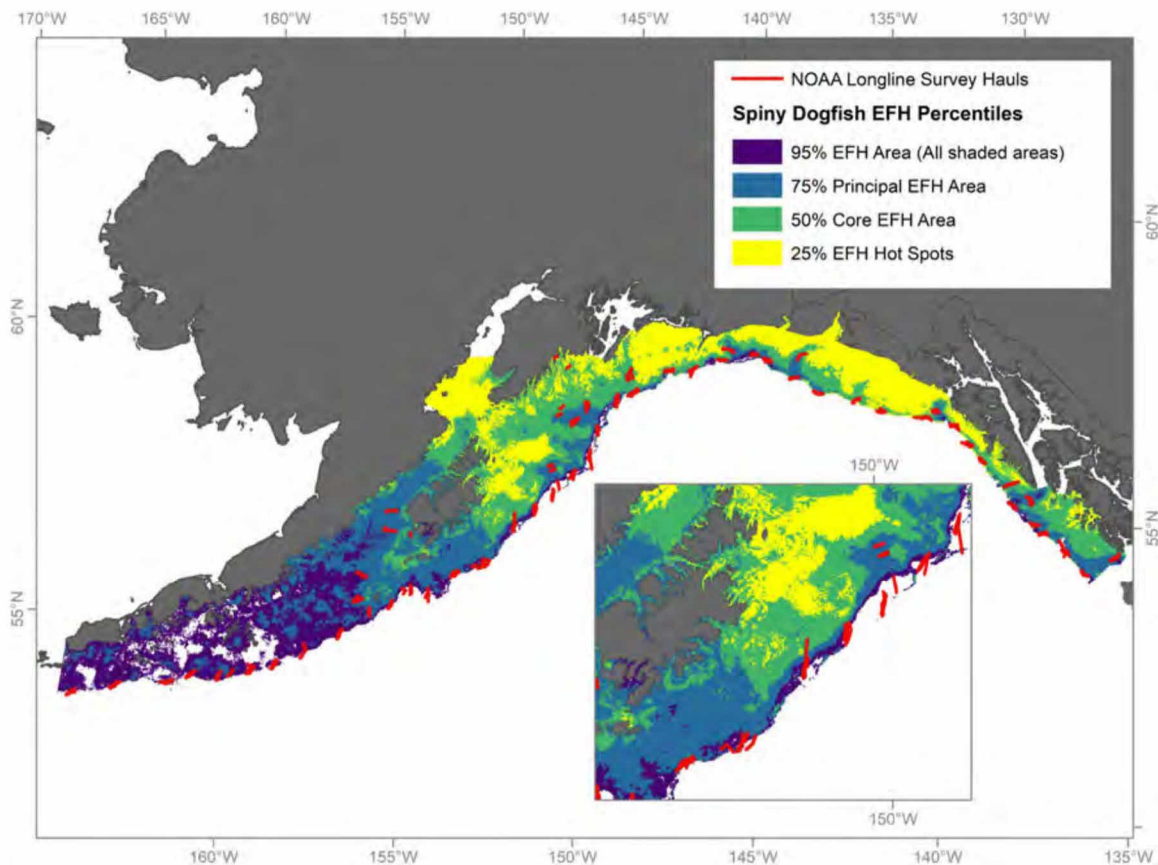 170°W 165°W 160°W 155°W 150°W 145°W 140°W 135°W 130°W
NOAA Longline Survey Hauls
Spiny Dogfish EFH Percentiles
95% EFH Area (All shaded areas)
75% Principal EFH Area
50% Core EFH Area
25% EFH Hot Spots
60°N
60°N
150°W
55°N
55°N
150°W
160°W 155°W 150°W 145°W 140°W 135°W